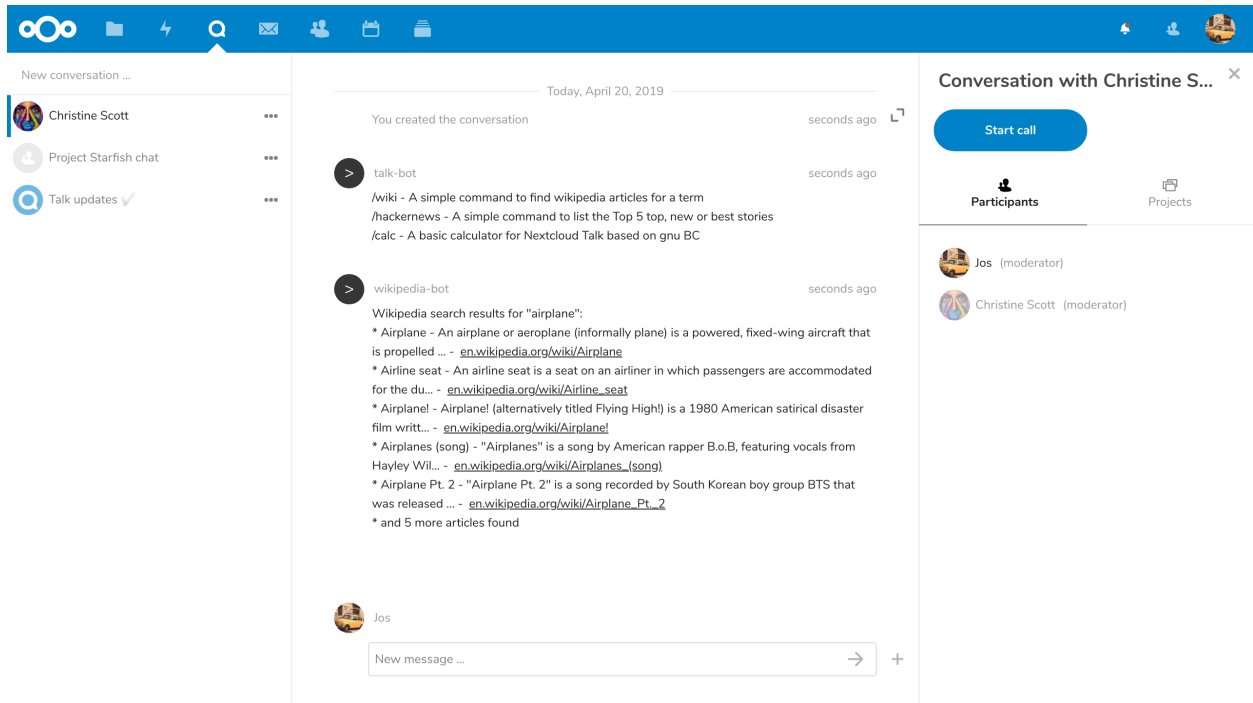 New conversation ...
Christine Scott
Project Starfish chat
Talk updates ✅
Today, April 20, 2019
You created the conversation seconds ago
> talk-bot seconds ago
/wiki - A simple command to find wikipedia articles for a term
/hackernews - A simple command to list the Top 5 top, new or best stories
/calc - A basic calculator for Nextcloud Talk based on gnu BC
> wikipedia-bot seconds ago
Wikipedia search results for "airplane":
* Airplane - An airplane or aeroplane (informally plane) is a powered, fixed-wing aircraft that
is propelled ... - en.wikipedia.org/wiki/Airplane
* Airline seat - An airline seat is a seat on an airliner in which passengers are accommodated
for the du... - en.wikipedia.org/wiki/Airline_seat
* Airplane! - Airplane! (alternatively titled Flying High!) is a 1980 American satirical disaster
film writt... - en.wikipedia.org/wiki/Airplane!
* Airplanes (song) - "Airplanes" is a song by American rapper B.o.B, featuring vocals from
Hayley Wil... - en.wikipedia.org/wiki/Airplanes_(song)
* Airplane Pt. 2 - "Airplane Pt. 2" is a song recorded by South Korean boy group BTS that
was released ... - en.wikipedia.org/wiki/Airplane_Pt._2
* and 5 more articles found
Jos
New message ...
Conversation with Christine S...
Start call
Participants
Projects
Jos (moderator)
Christine Scott (moderator)